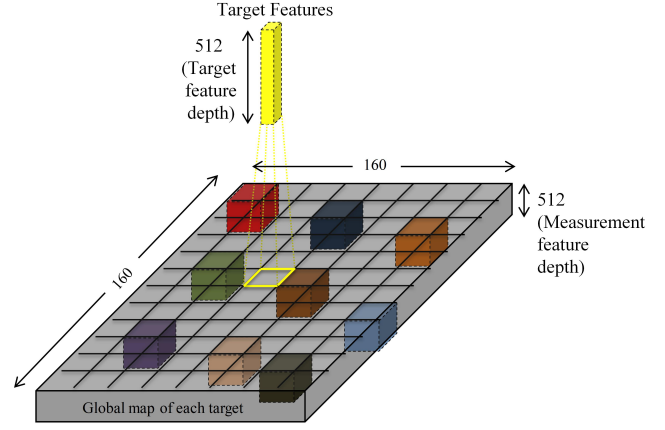 Target Features
512
(Target
feature
depth)
160
512
(Measurement
feature
depth)
160
Global map of each target